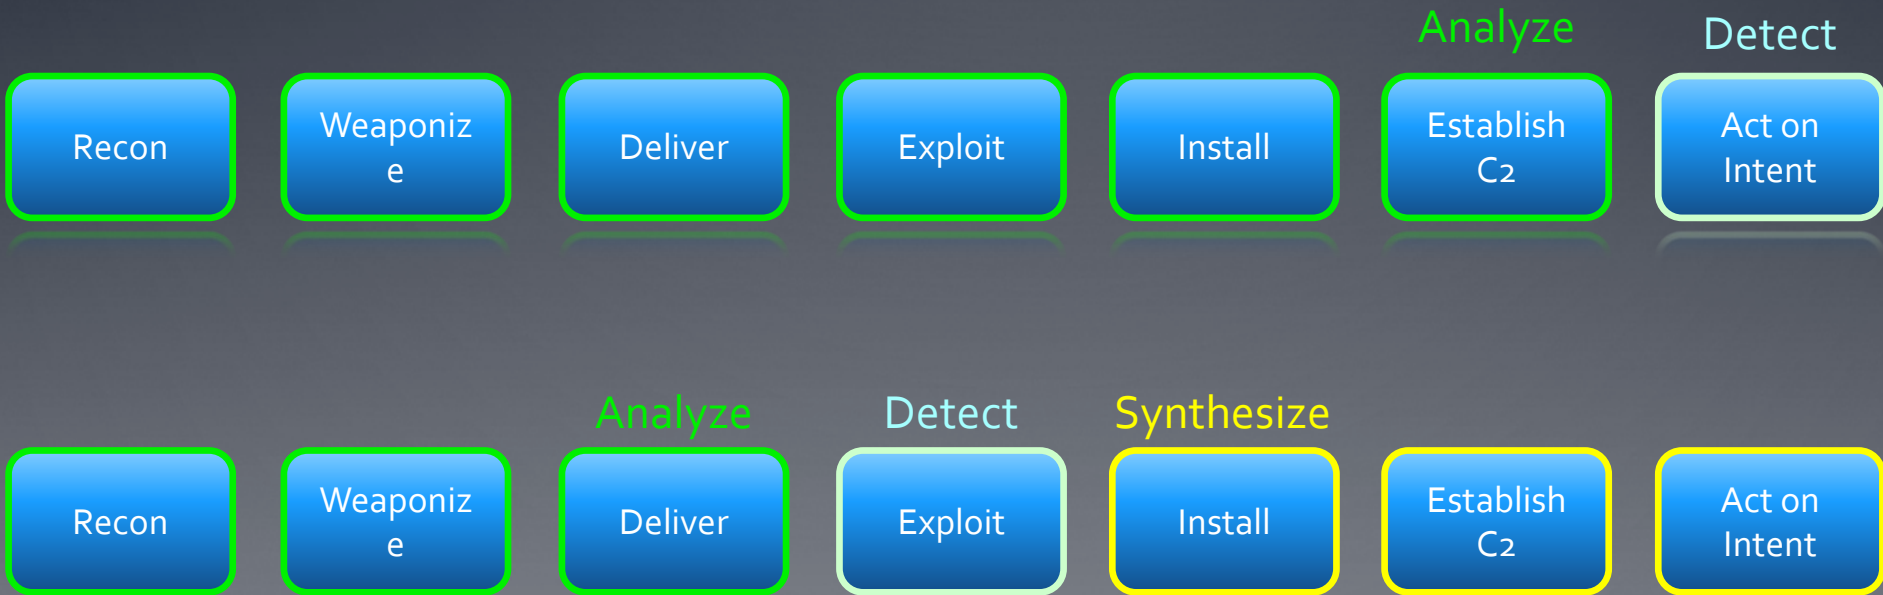 Analyze
Detect
Recon
Weaponiz
e
Deliver
Exploit
Install
Establish
C2
Act on
Intent
Analyze
Detect
Synthesize
Recon
Weaponiz
e
Deliver
Exploit
Install
Establish
C2
Act on
Intent